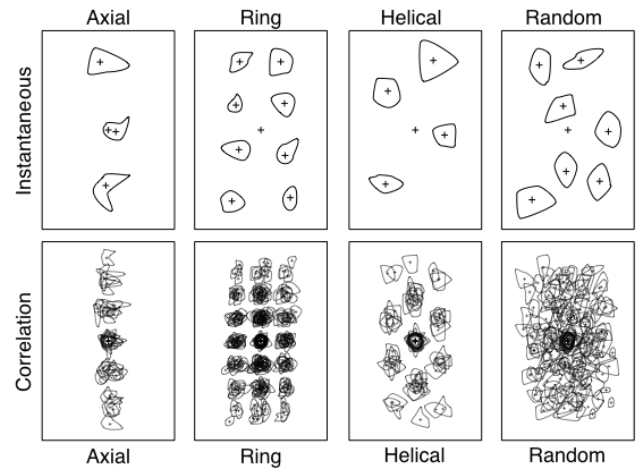 Axial Ring Helical Random
Instantaneous
Correlation
Axial Ring Helical Random